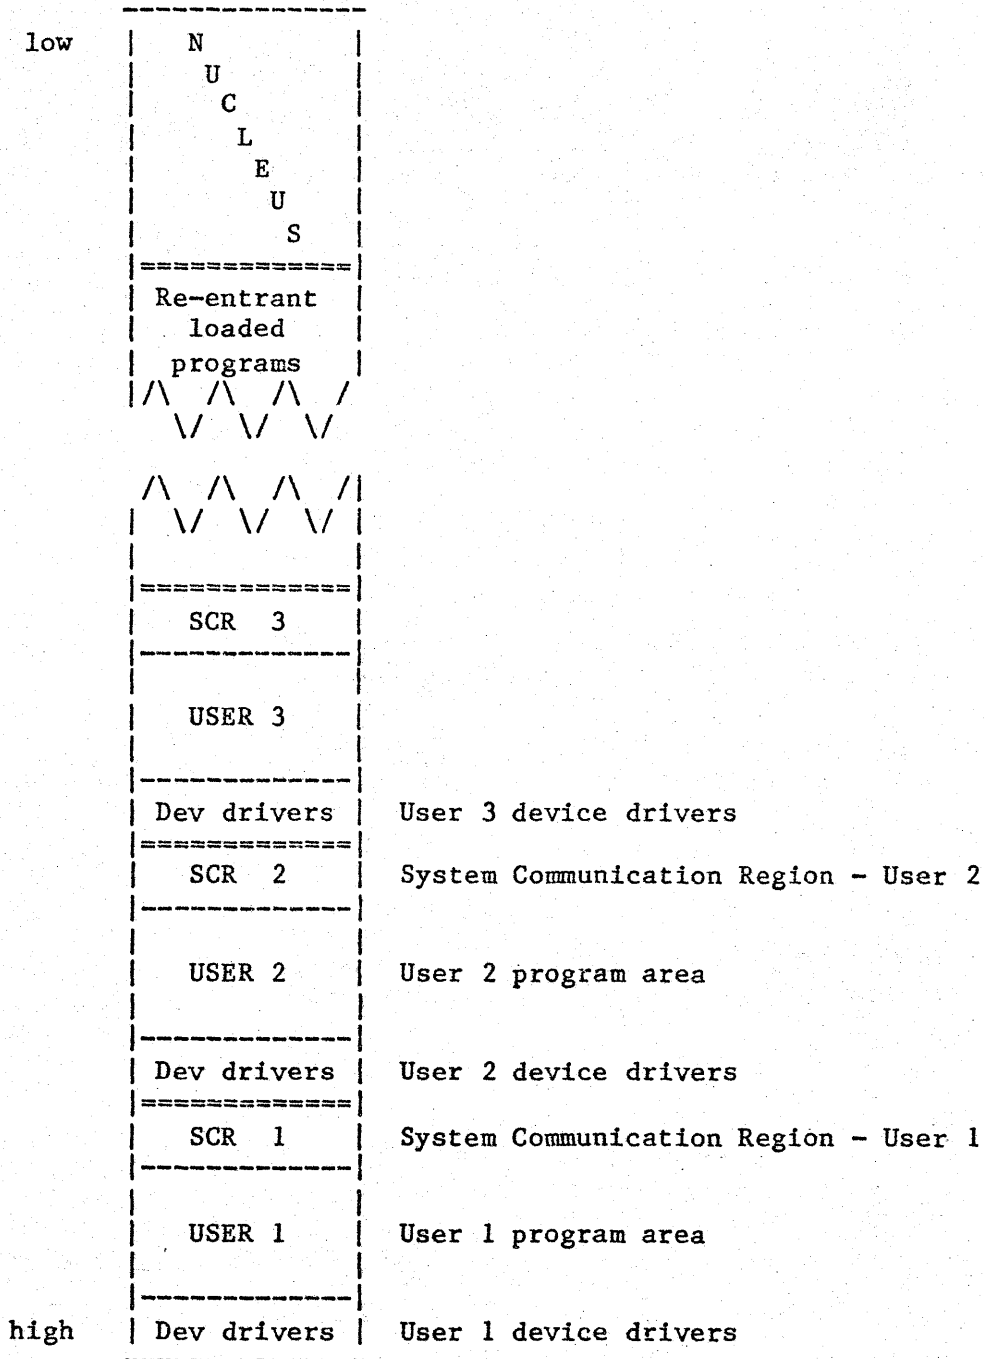 low
N
U
C
L
E
U
S
Re-entrant
loaded
programs
SCR 3
USER 3
Dev drivers User 3 device drivers
SCR 2 System Communication Region - User 2
USER 2 User 2 program area
Dev drivers User 2 device drivers
SCR 1 System Communication Region - User 1
USER 1 User 1 program area
high Dev drivers User 1 device drivers